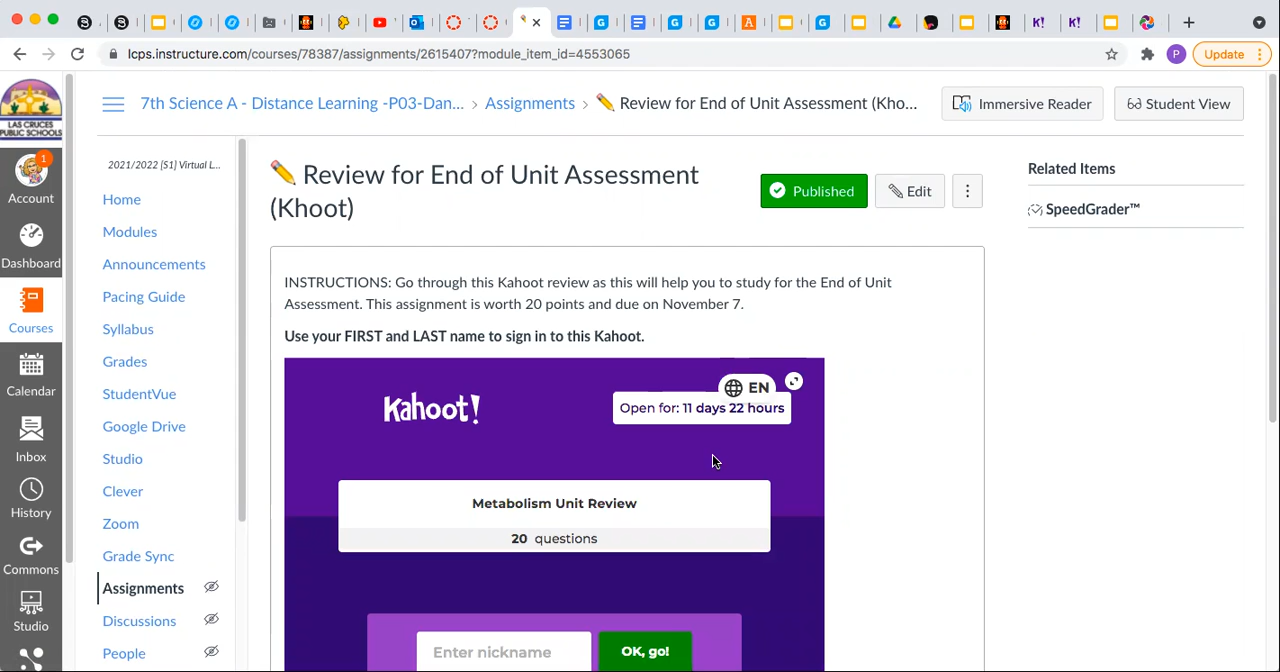 lcps.instructure.com/courses/78387/assignments/2615407?module_item_id=4553065
P
Update
LAS CRUCES
PUBLIC SCHOOLS
7th Science A - Distance Learning -P03-Dan... › Assignments › Review for End of Unit Assessment (Kho...
Immersive Reader
Student View
1
Account
Dashboard
Courses
Calendar
Inbox
History
Commons
Studio
2021/2022 [S1] Virtual L...
Home
Modules
Announcements
Pacing Guide
Syllabus
Grades
StudentVue
Google Drive
Studio
Clever
Zoom
Grade Sync
Assignments
Discussions
People
Review for End of Unit Assessment
(Khoot)
Published
Edit
INSTRUCTIONS: Go through this Kahoot review as this will help you to study for the End of Unit
Assessment. This assignment is worth 20 points and due on November 7.
Use your FIRST and LAST name to sign in to this Kahoot.
Kahoot!
EN
Open for: 11 days 22 hours
Metabolism Unit Review
20 questions
Enter nickname
OK, go!
Related Items
SpeedGrader™